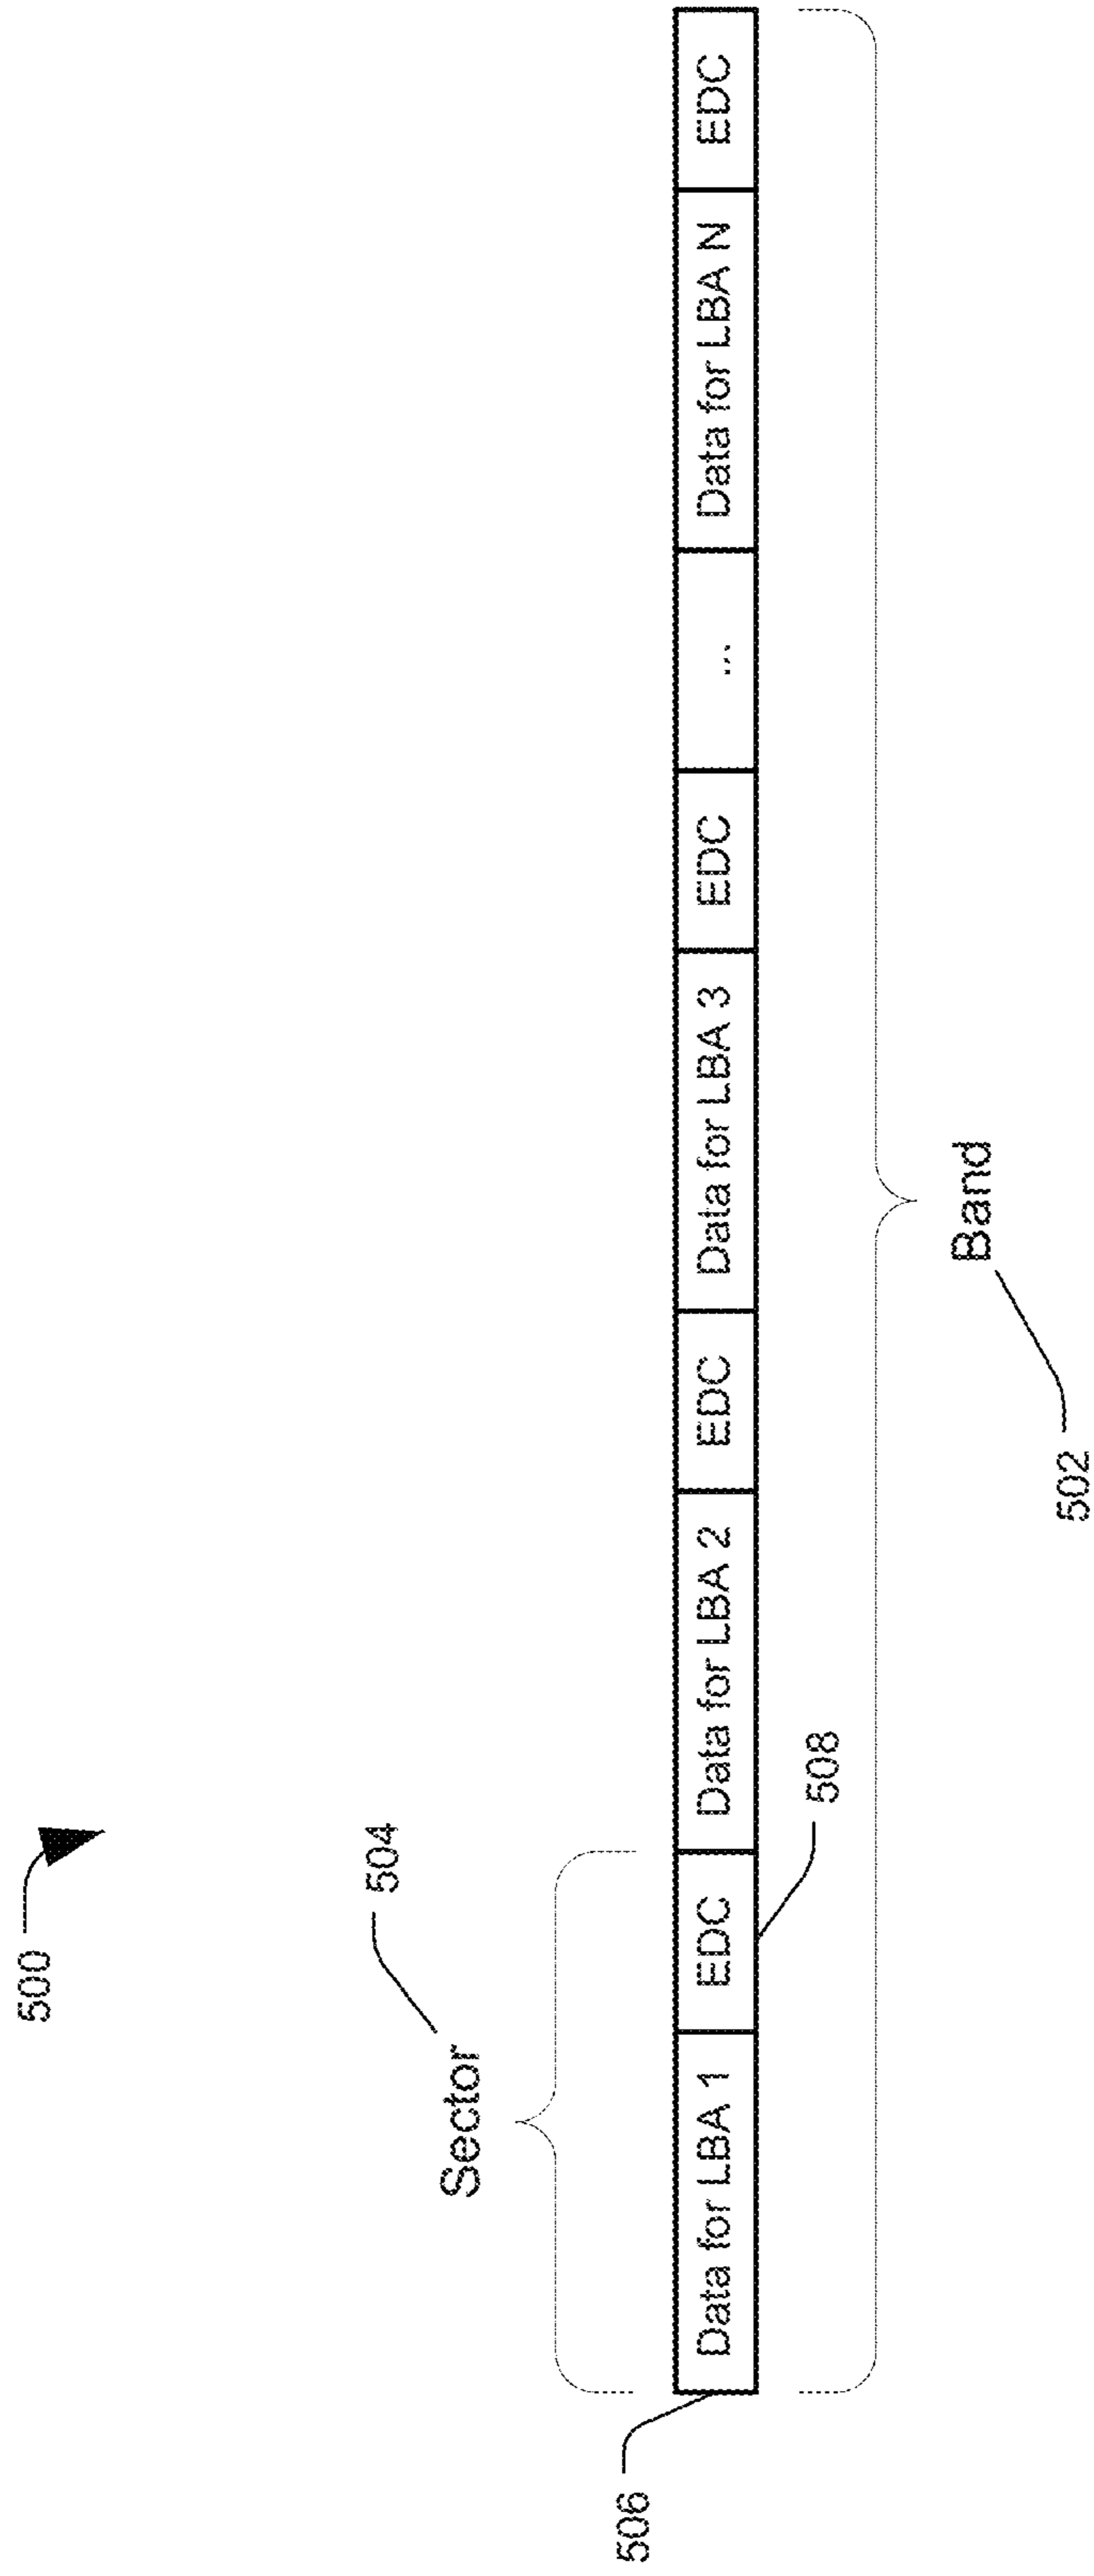 500
504
Sector
506
Data for LBA 1
EDC
Data for LBA 2
EDC
Data for LBA 3
EDC
...
Data for LBA N
EDC
508
Band
502